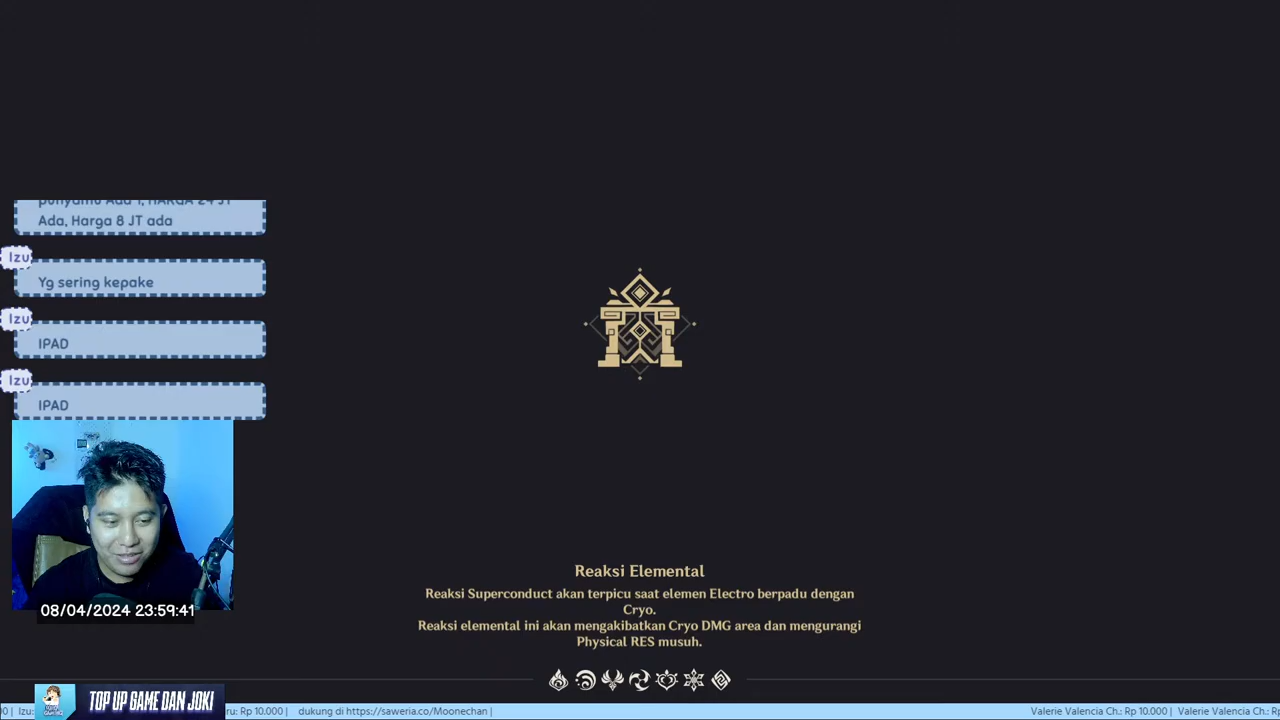 Ada, Harga 8 JT ada
Izu
Yg sering kepake
Izu
IPAD
Izu
IPAD
08/04/2024 23:59:41
Reaksi Elemental
Reaksi Superconduct akan terpicu saat elemen Electro berpadu dengan
Cryo.
Reaksi elemental ini akan mengakibatkan Cryo DMG area dan mengurangi
Physical RES musuh.
TOP UP GAME DAN JOKI
Izu: ru: Rp 10.000 | dukung di https://saweria.co/Moonechan | Valerie Valencia Ch.: Rp 10.000 | Valerie Valencia Ch.: Rp